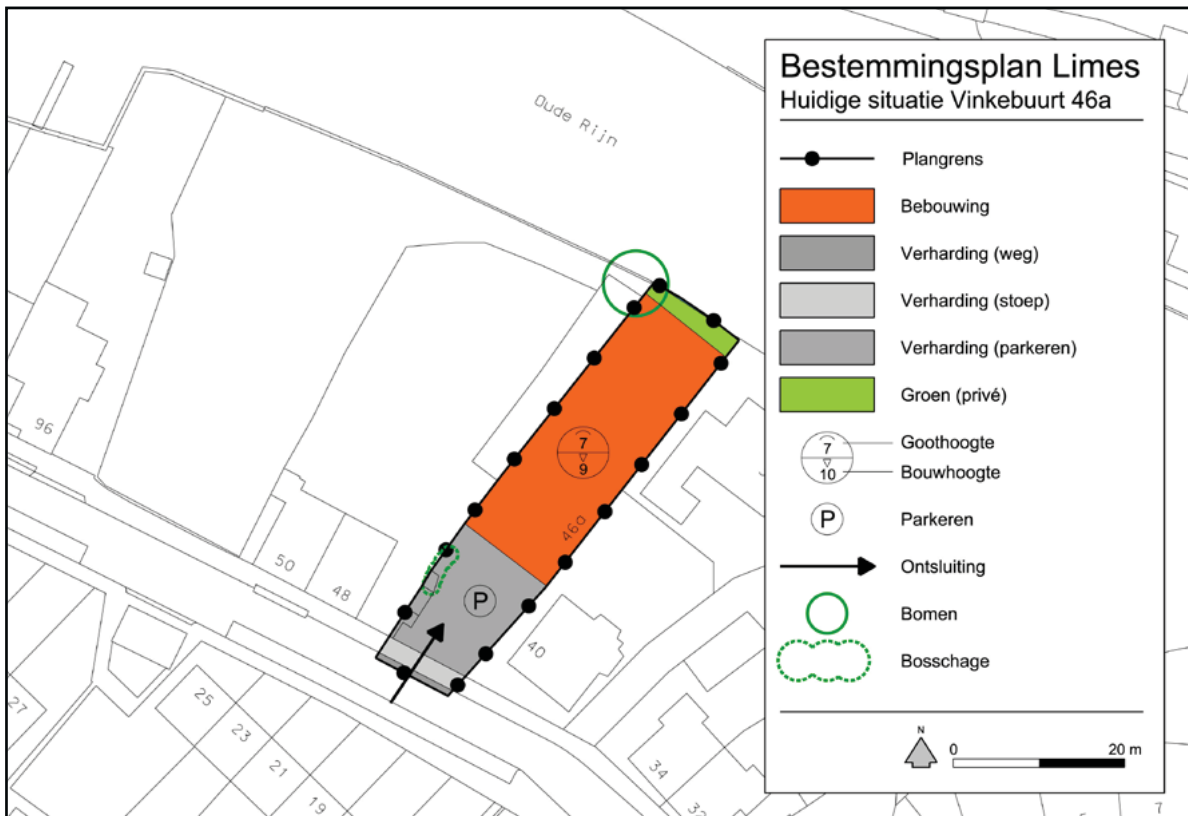 Bestemmingsplan Limes
Huidige situatie Vinkebuurt 46a
Plangrens
Bebouwing
Verharding (weg)
Verharding (stoep)
Verharding (parkeren)
Groen (privé)
7
10
Goothoogte
Bouwhoogte
P
Parkeren
Ontsluiting
Bomen
Bosschage
N
0
20 m
Oude Rijn
7
9
46a
P
96
50
48
40
27
25
23
21
19
34
32
7